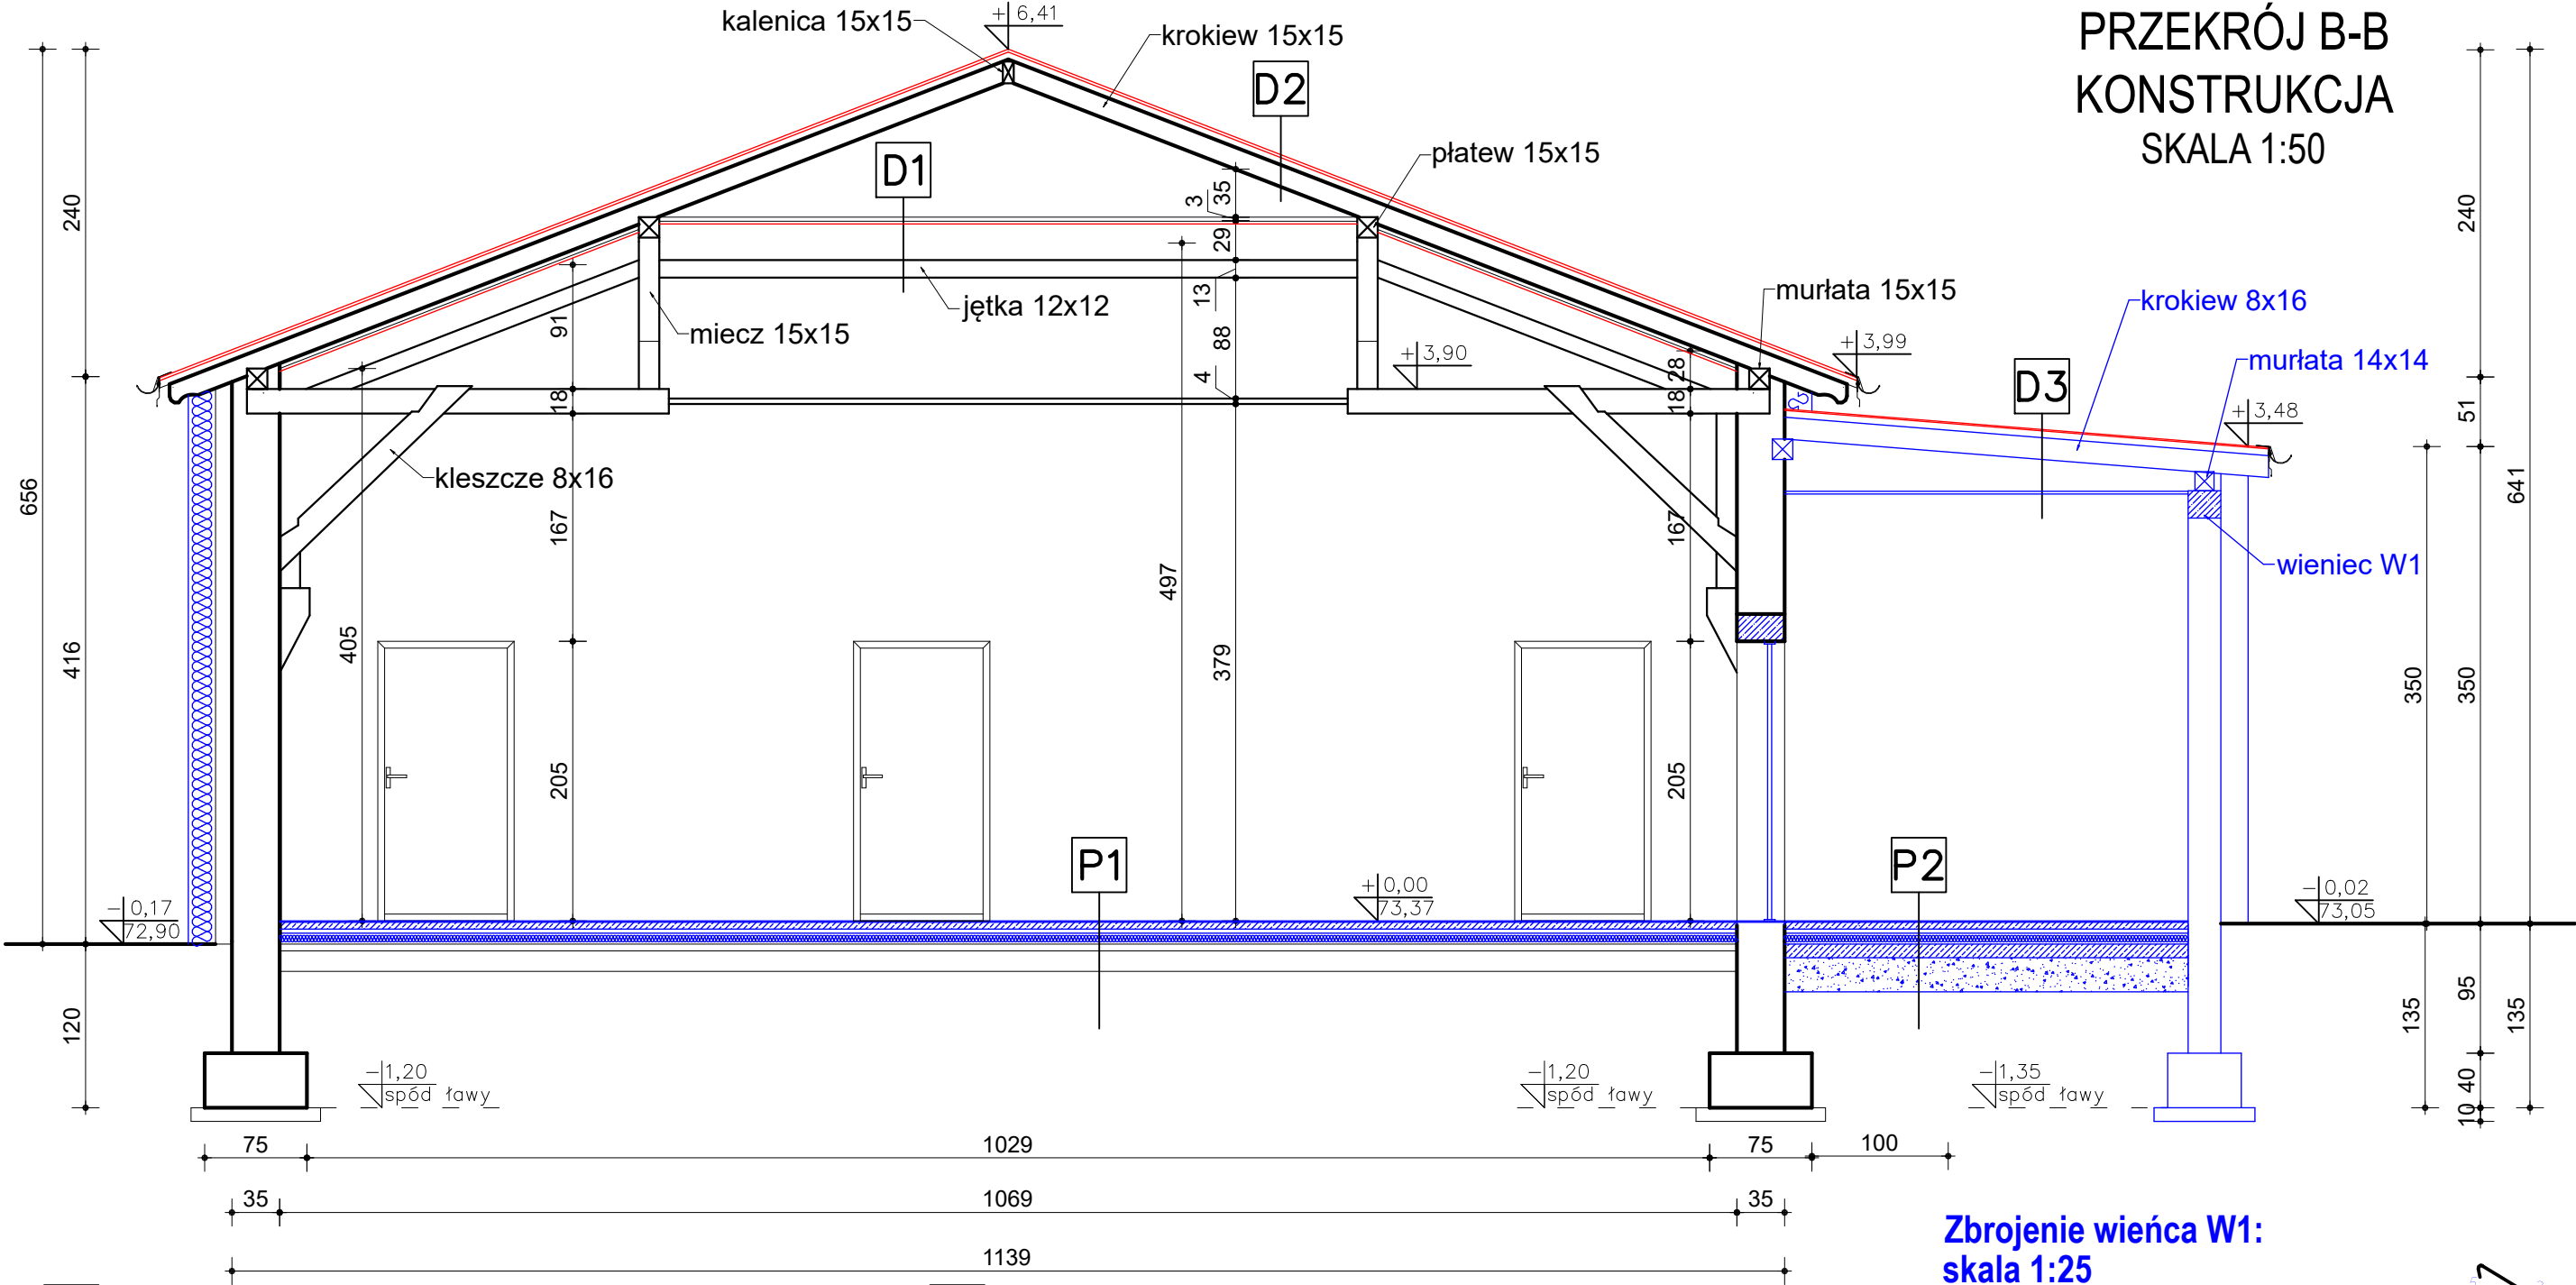 PRZEKRÓJ B-B
KONSTRUKCJA
SKALA 1:50
kalenica 15x15
+6,41
krokiew 15x15
D2
D1
płatew 15x15
3
35
29
13
88
4
jętka 12x12
miecz 15x15
murłata 15x15
krokiew 8x16
murłata 14x14
D3
+3,90
+3,99
+3,48
kleszcze 8x16
wieniec W1
240
656
416
120
91
18
167
205
405
497
379
28
18
167
205
240
51
641
350
350
95
135
135
40
10
P1
P2
-0,17
72,90
+0,00
73,37
-0,02
73,05
-1,20
spód ławy
-1,20
spód ławy
-1,35
spód ławy
75
1029
75
100
35
1069
35
1139
Zbrojenie wieńca W1:
skala 1:25